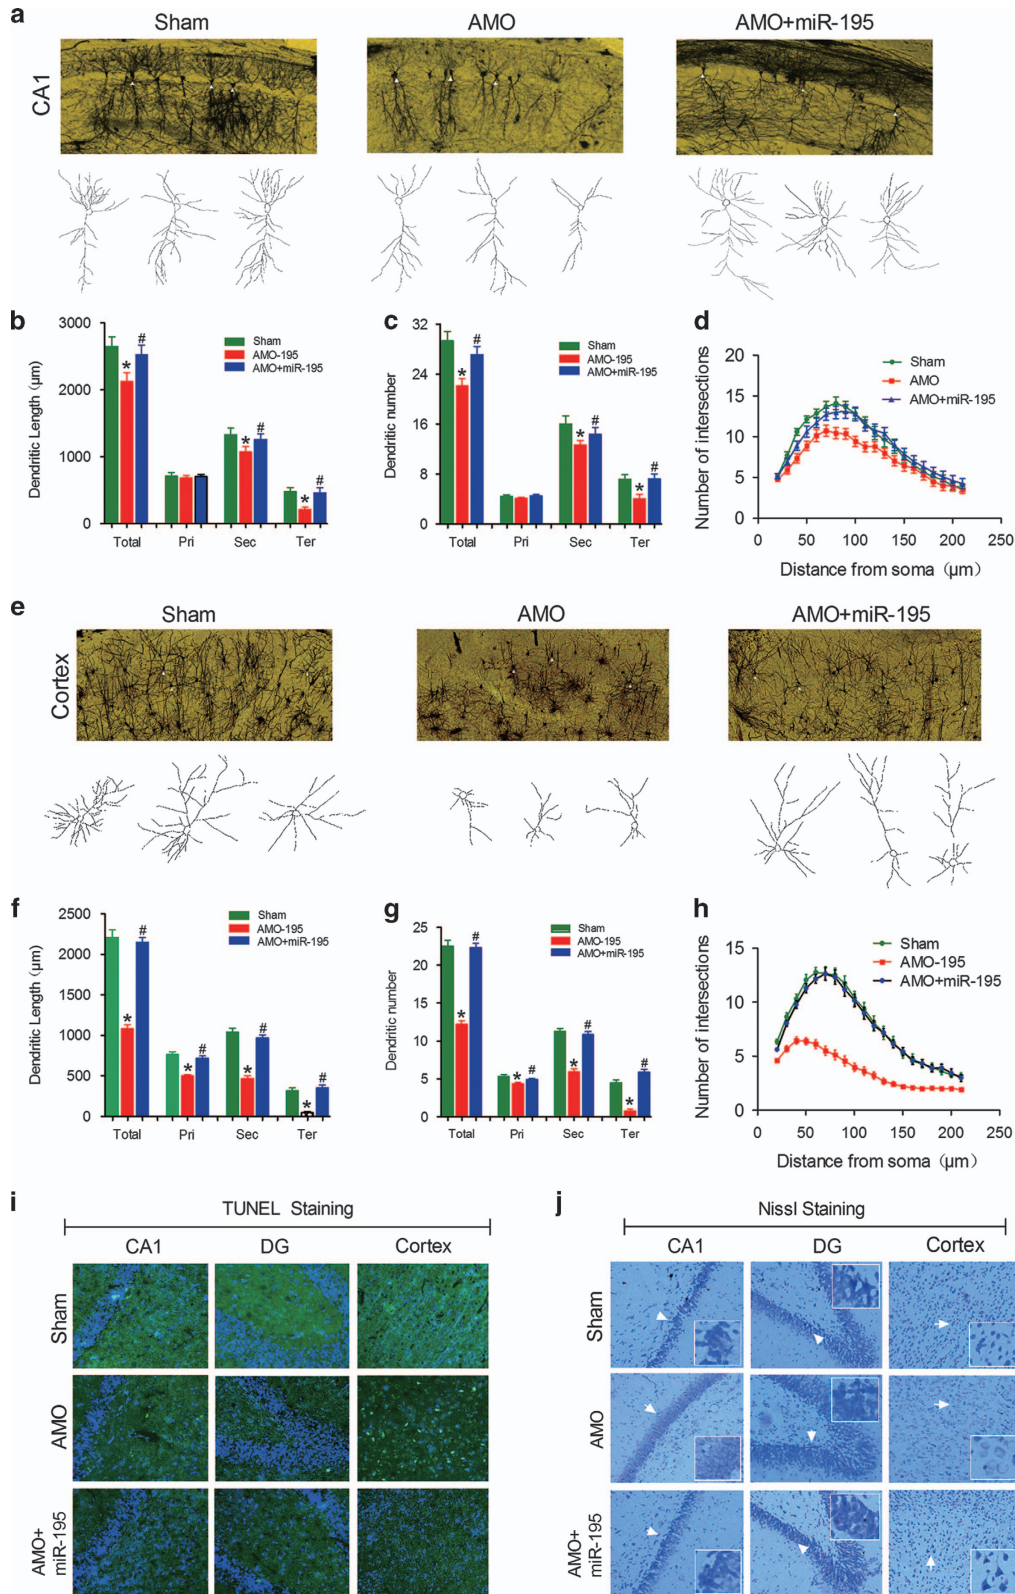 a
Sham AMO AMO+miR-195
CA1
b
3000
2000
1000
0
Dendritic Length (μm)
Sham
AMO-195
AMO+miR-195
* # * # * #
Total Pri Sec Ter
c
32
24
16
8
0
Dendritic number
Sham
AMO-195
AMO+miR-195
* # * # * #
Total Pri Sec Ter
d
20
15
10
5
0
Number of intersections
Sham
AMO
AMO+miR-195
0 50 100 150 200 250
Distance from soma (μm)
e
Sham AMO AMO+miR-195
Cortex
f
2500
2000
1500
1000
500
0
Dendritic Length (μm)
Sham
AMO-195
AMO+miR-195
* # * # * # * #
Total Pri Sec Ter
g
25
20
15
10
5
0
Dendritic number
Sham
AMO-195
AMO+miR-195
* # * # * # * #
Total Pri Sec Ter
h
15
10
5
0
Number of intersections
Sham
AMO-195
AMO+miR-195
0 50 100 150 200 250
Distance from soma (μm)
i
TUNEL Staining
CA1 DG Cortex
Sham
AMO
AMO+
miR-195
j
Nissl Staining
CA1 DG Cortex
Sham
AMO
AMO+
miR-195